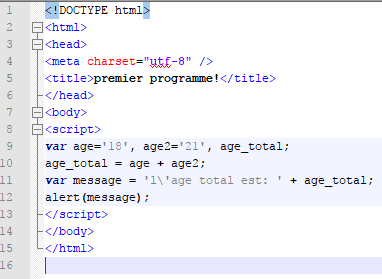 1 <!DOCTYPE html>
2 <html>
3 <head>
4 <meta charset="utf-8" />
5 <title>premier programme!</title>
6 </head>
7 <body>
8 <script>
9 var age='18', age2='21', age_total;
10 age_total = age + age2;
11 var message = 'l\'age total est: ' + age_total;
12 alert(message);
13 </script>
14 </body>
15 </html>
16